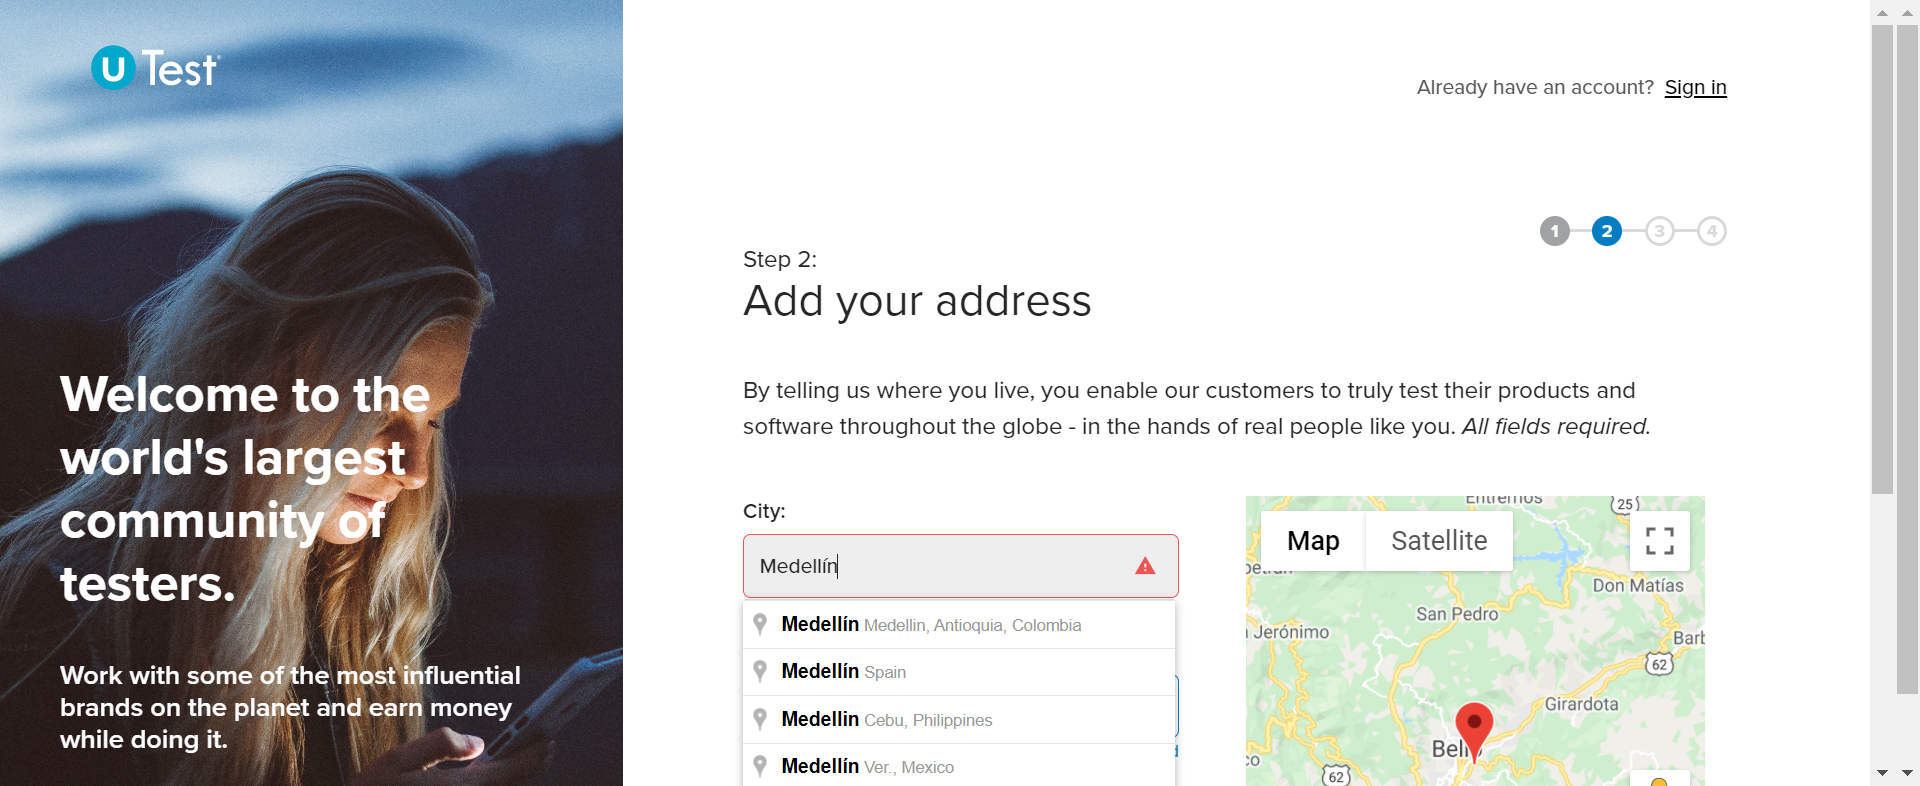 u Test
Welcome to the
world's largest
community of
testers.
Work with some of the most influential
brands on the planet and earn money
while doing it.
Already have an account? Sign in
1 2 3 4
Step 2:
Add your address
By telling us where you live, you enable our customers to truly test their products and
software throughout the globe - in the hands of real people like you. All fields required.
City:
Medellín
Medellín Medellin, Antioquia, Colombia
Medellín Spain
Medellin Cebu, Philippines
Medellín Ver., Mexico
Map Satellite
Entrerríos
25
Don Matías
San Pedro
Jerónimo
62
Girardota
62